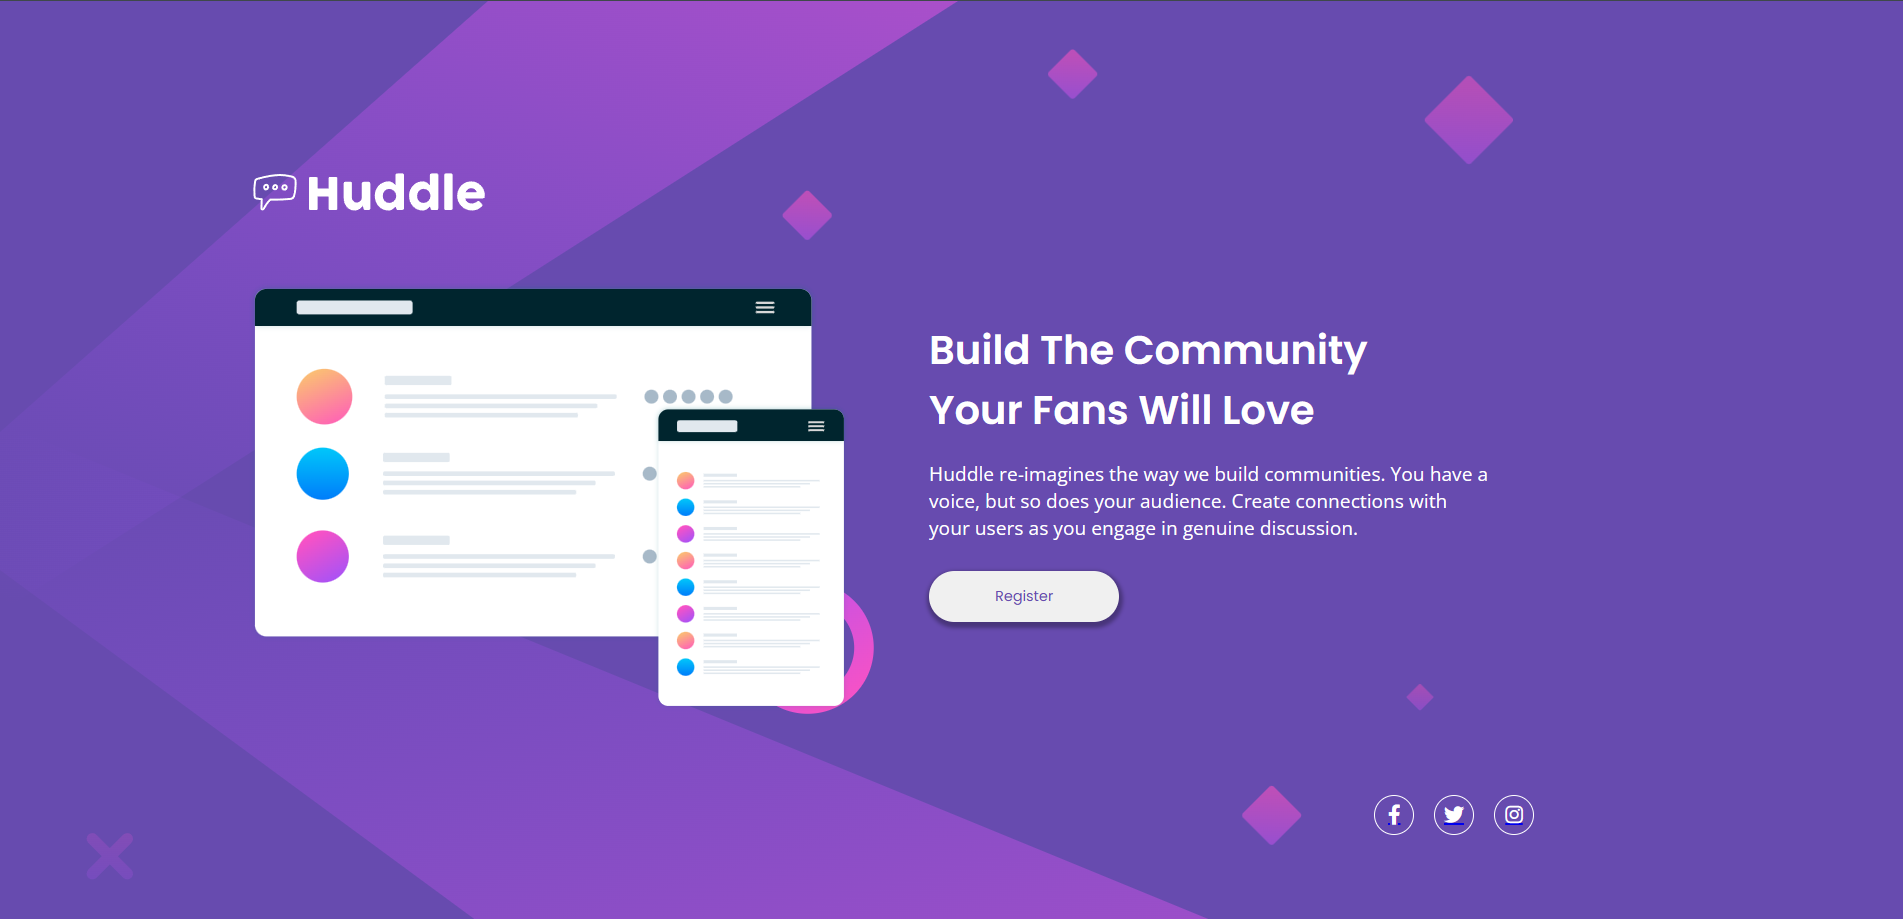 Huddle
Build The Community
Your Fans Will Love
Huddle re-imagines the way we build communities. You have a
voice, but so does your audience. Create connections with
your users as you engage in genuine discussion.
Register